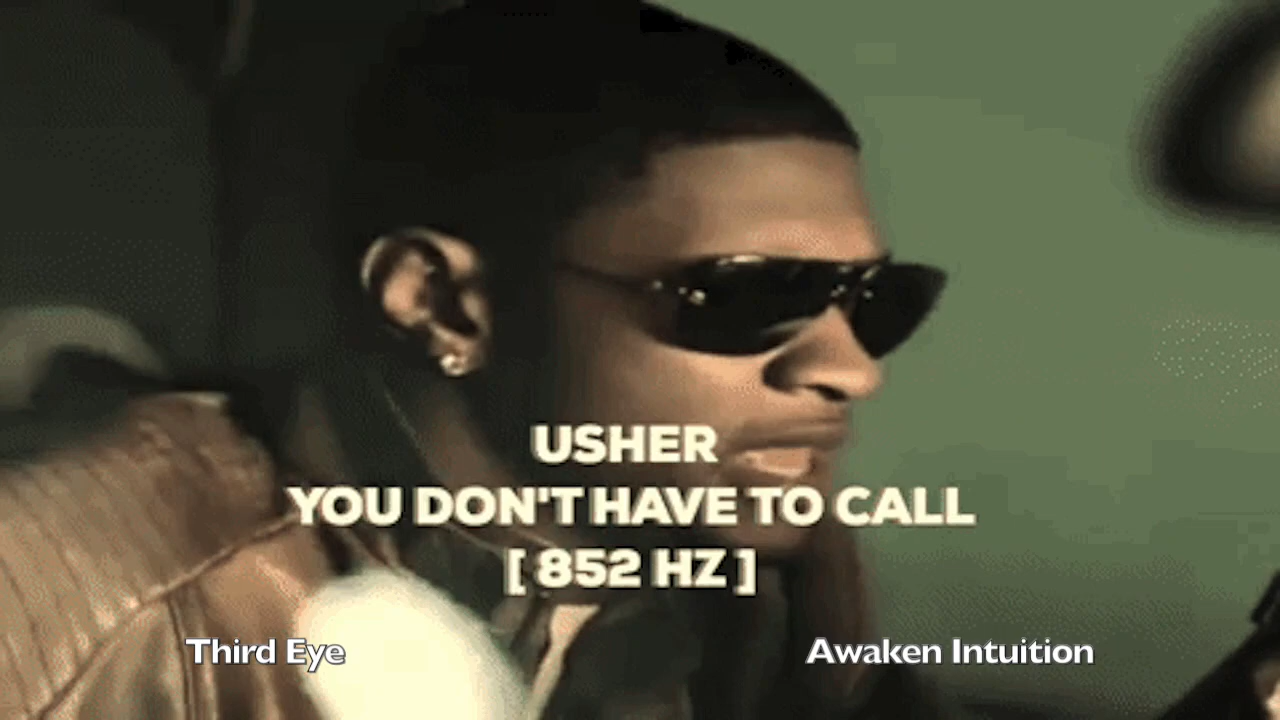 USHER
YOU DON'T HAVE TO CALL
[ 852 HZ ]
Third Eye
Awaken Intuition